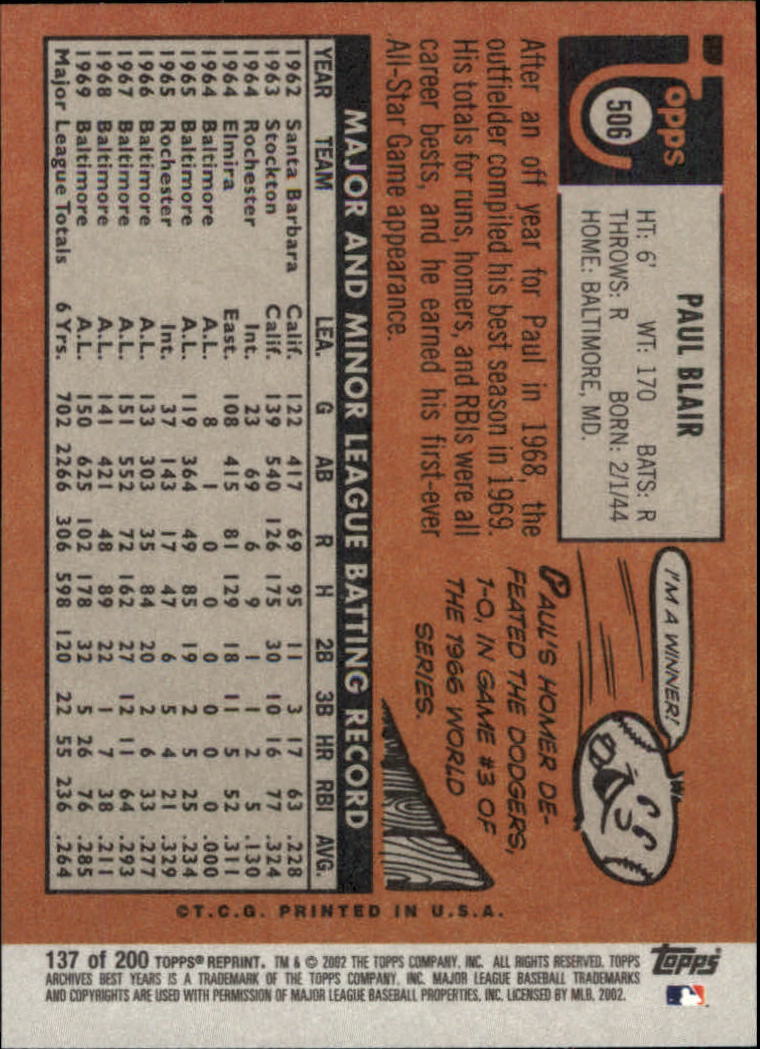 Topps
506
PAUL BLAIR
HT: 6' WT: 170 BATS: R
THROWS: R BORN: 2/1/44
HOME: BALTIMORE, MD.
After an off year for Paul in 1968, the
outfielder compiled his best season in 1969.
His totals for runs, homers, and RBIs were all
career bests, and he earned his first-ever
All-Star Game appearance.
I'M A WINNER!
PAUL'S HOMER DE-
FEATED THE DODGERS,
1-0, IN GAME #3 OF
THE 1966 WORLD
SERIES.
MAJOR AND MINOR LEAGUE BATTING RECORD
YEAR TEAM LEA. G AB R H 2B 3B HR RBI AVG.
1962 Santa Barbara Calif. 122 417 69 95 11 3 17 63 .228
1963 Stockton Calif. 139 540 126 175 30 10 16 77 .324
1964 Rochester Int. 23 69 6 9 1 1 2 5 .130
1964 Elmira East. 108 415 81 129 18 11 5 52 .311
1964 Baltimore A.L. 8 1 0 0 0 0 0 0 .000
1965 Baltimore A.L. 119 364 49 85 19 2 5 25 .234
1965 Rochester Int. 37 143 17 47 6 5 4 21 .329
1966 Baltimore A.L. 133 303 35 84 20 2 6 33 .277
1967 Baltimore A.L. 151 552 72 162 27 12 11 64 .293
1968 Baltimore A.L. 141 421 48 89 22 1 7 38 .211
1969 Baltimore A.L. 150 625 102 178 32 5 26 76 .285
Major League Totals 6 Yrs. 702 2266 306 598 120 22 55 236 .264
©T.C.G. PRINTED IN U.S.A.
137 of 200 TOPPS® REPRINT. TM & © 2002 THE TOPPS COMPANY, INC. ALL RIGHTS RESERVED. TOPPS
ARCHIVES BEST YEARS IS A TRADEMARK OF THE TOPPS COMPANY, INC. MAJOR LEAGUE BASEBALL TRADEMARKS
AND COPYRIGHTS ARE USED WITH PERMISSION OF MAJOR LEAGUE BASEBALL PROPERTIES, INC. LICENSED BY MLB, 2002.
Topps